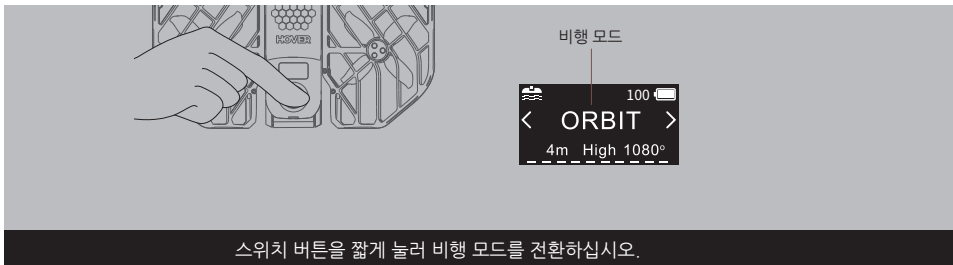 HOVER
비행 모드
100
< ORBIT >
4m High 1080°
스위치 버튼을 짧게 눌러 비행 모드를 전환하십시오.